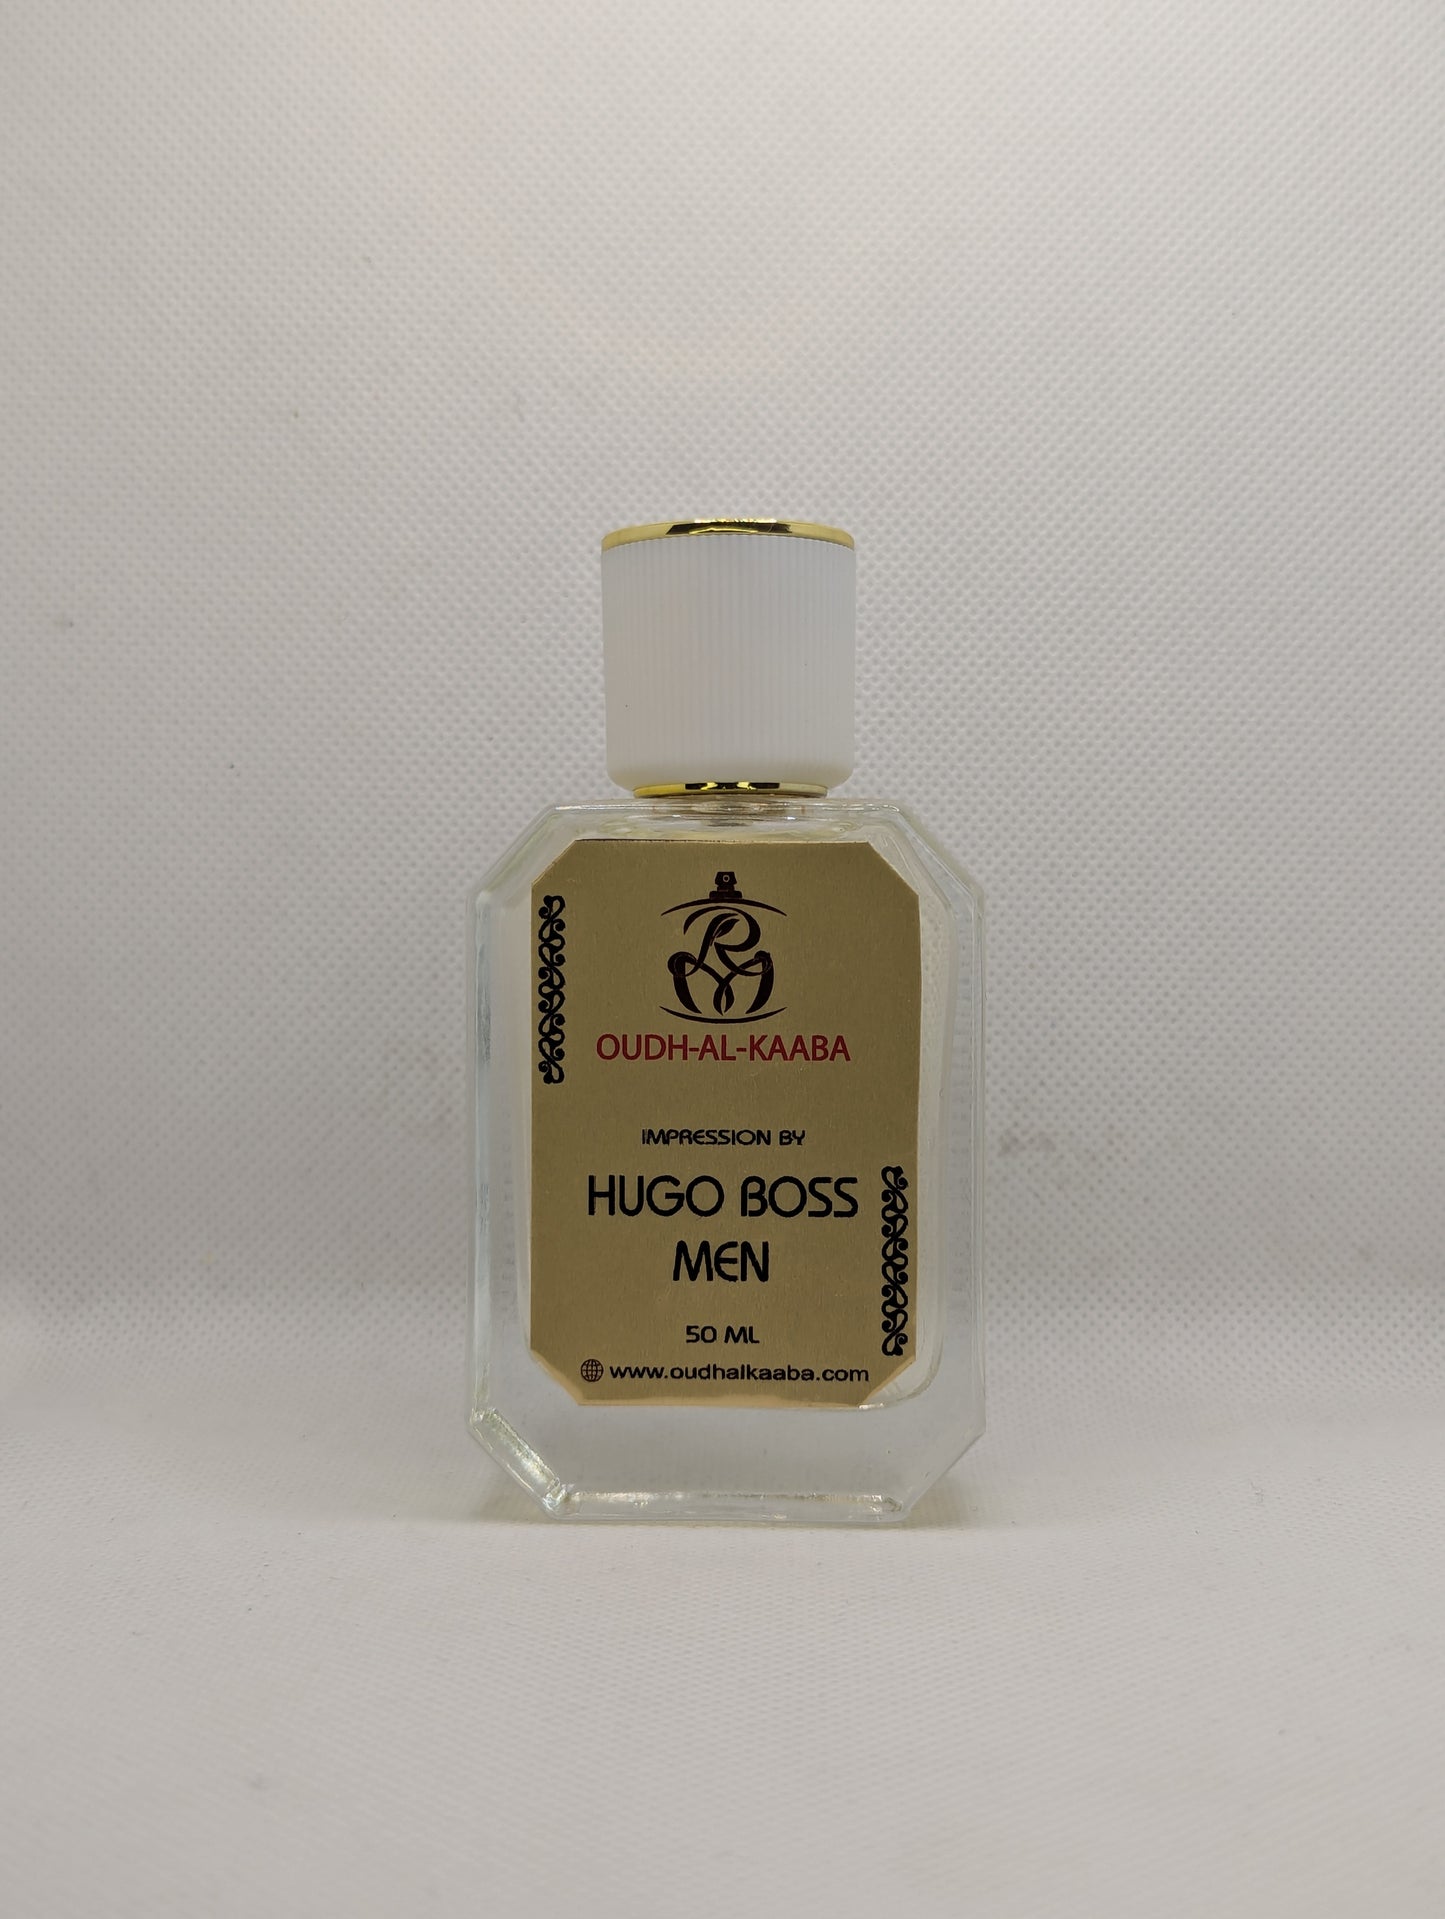 OUDH-AL-KAABA
IMPRESSION BY
HUGO BOSS
MEN
50 ML
www.oudhalkaaba.com